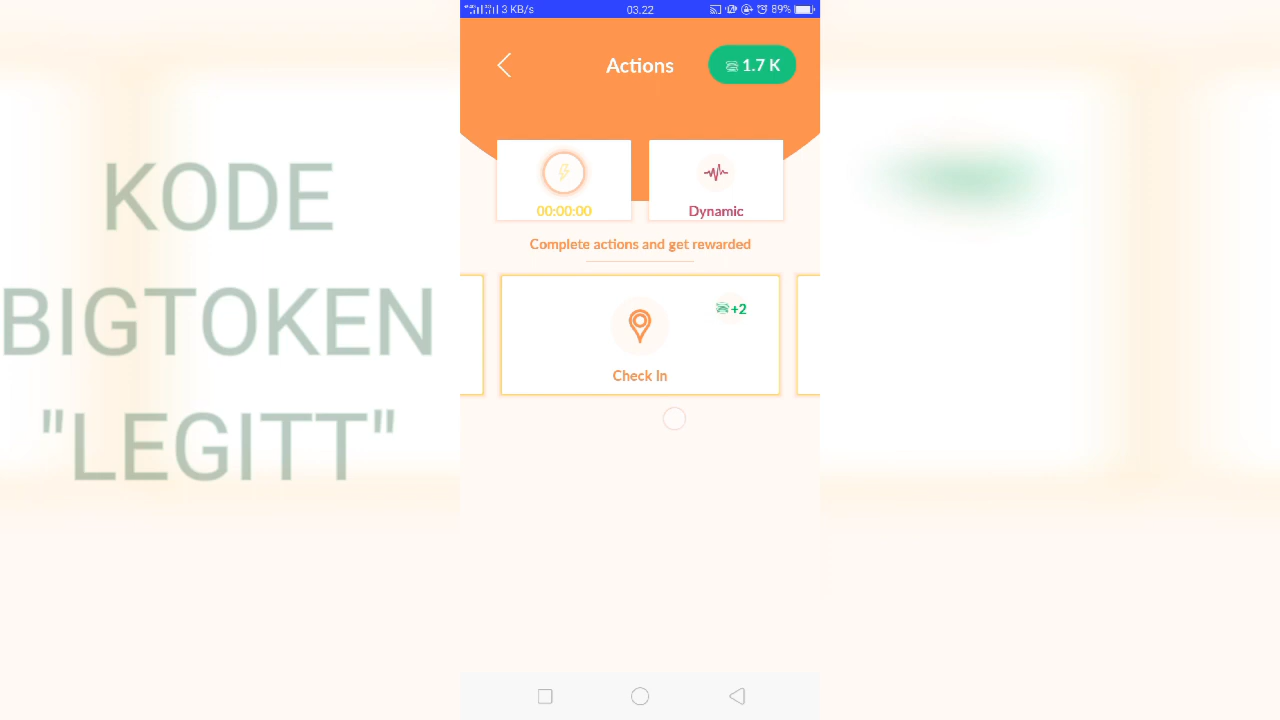 3 KB/s
03.22
89%
Actions
1.7 K
00:00:00
Dynamic
Complete actions and get rewarded
+2
Check In
KODE
BIGTOKEN
"LEGITT"